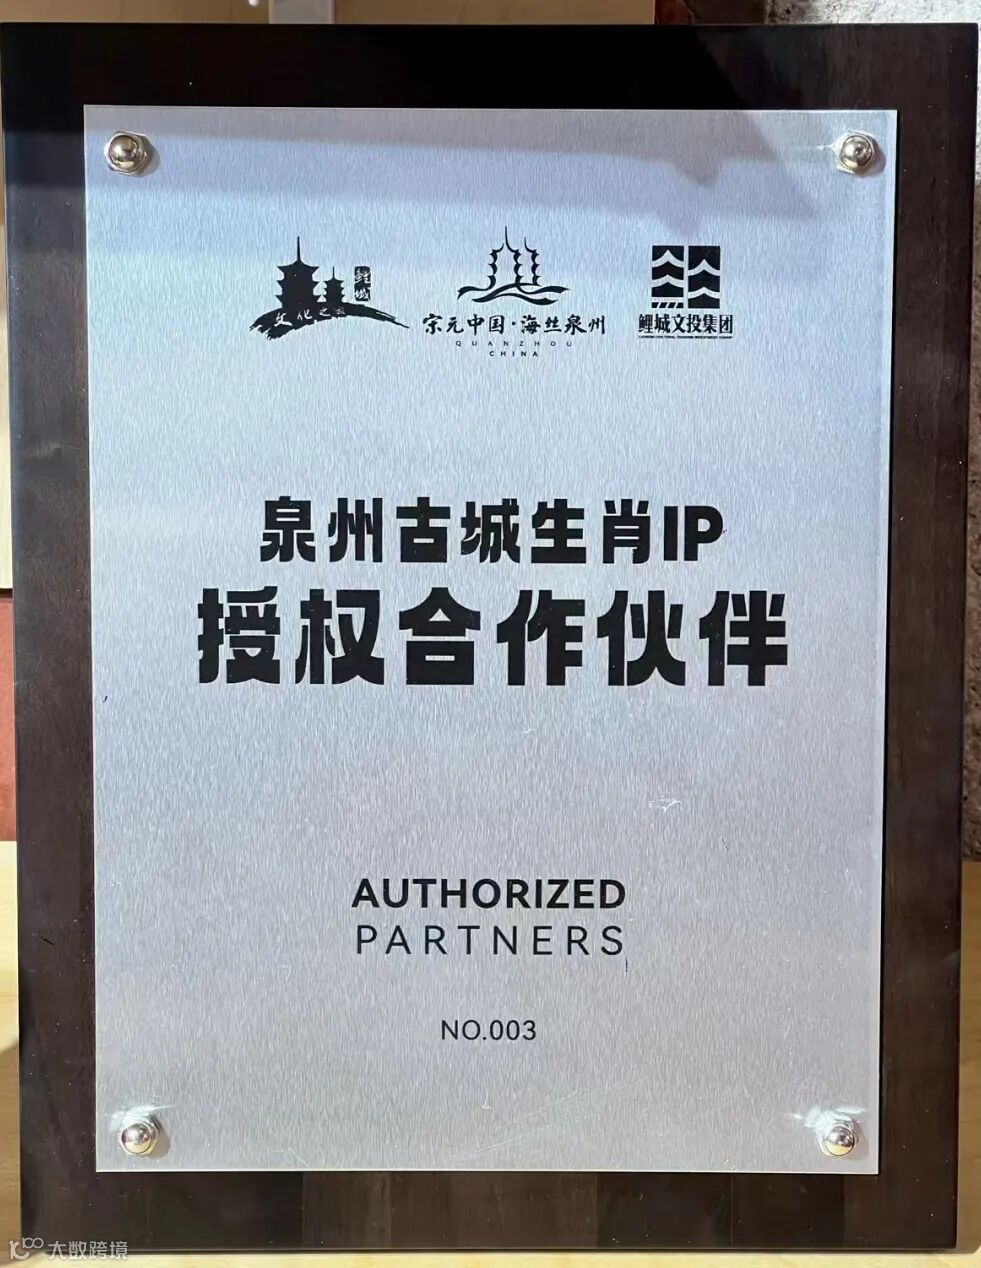 鲤城
文化之旅
宋元中国·海丝泉州
QUANZHOU
CHINA
鲤城文投集团
泉州古城生肖IP
授权合作伙伴
AUTHORIZED
PARTNERS
NO.003
大数跨境